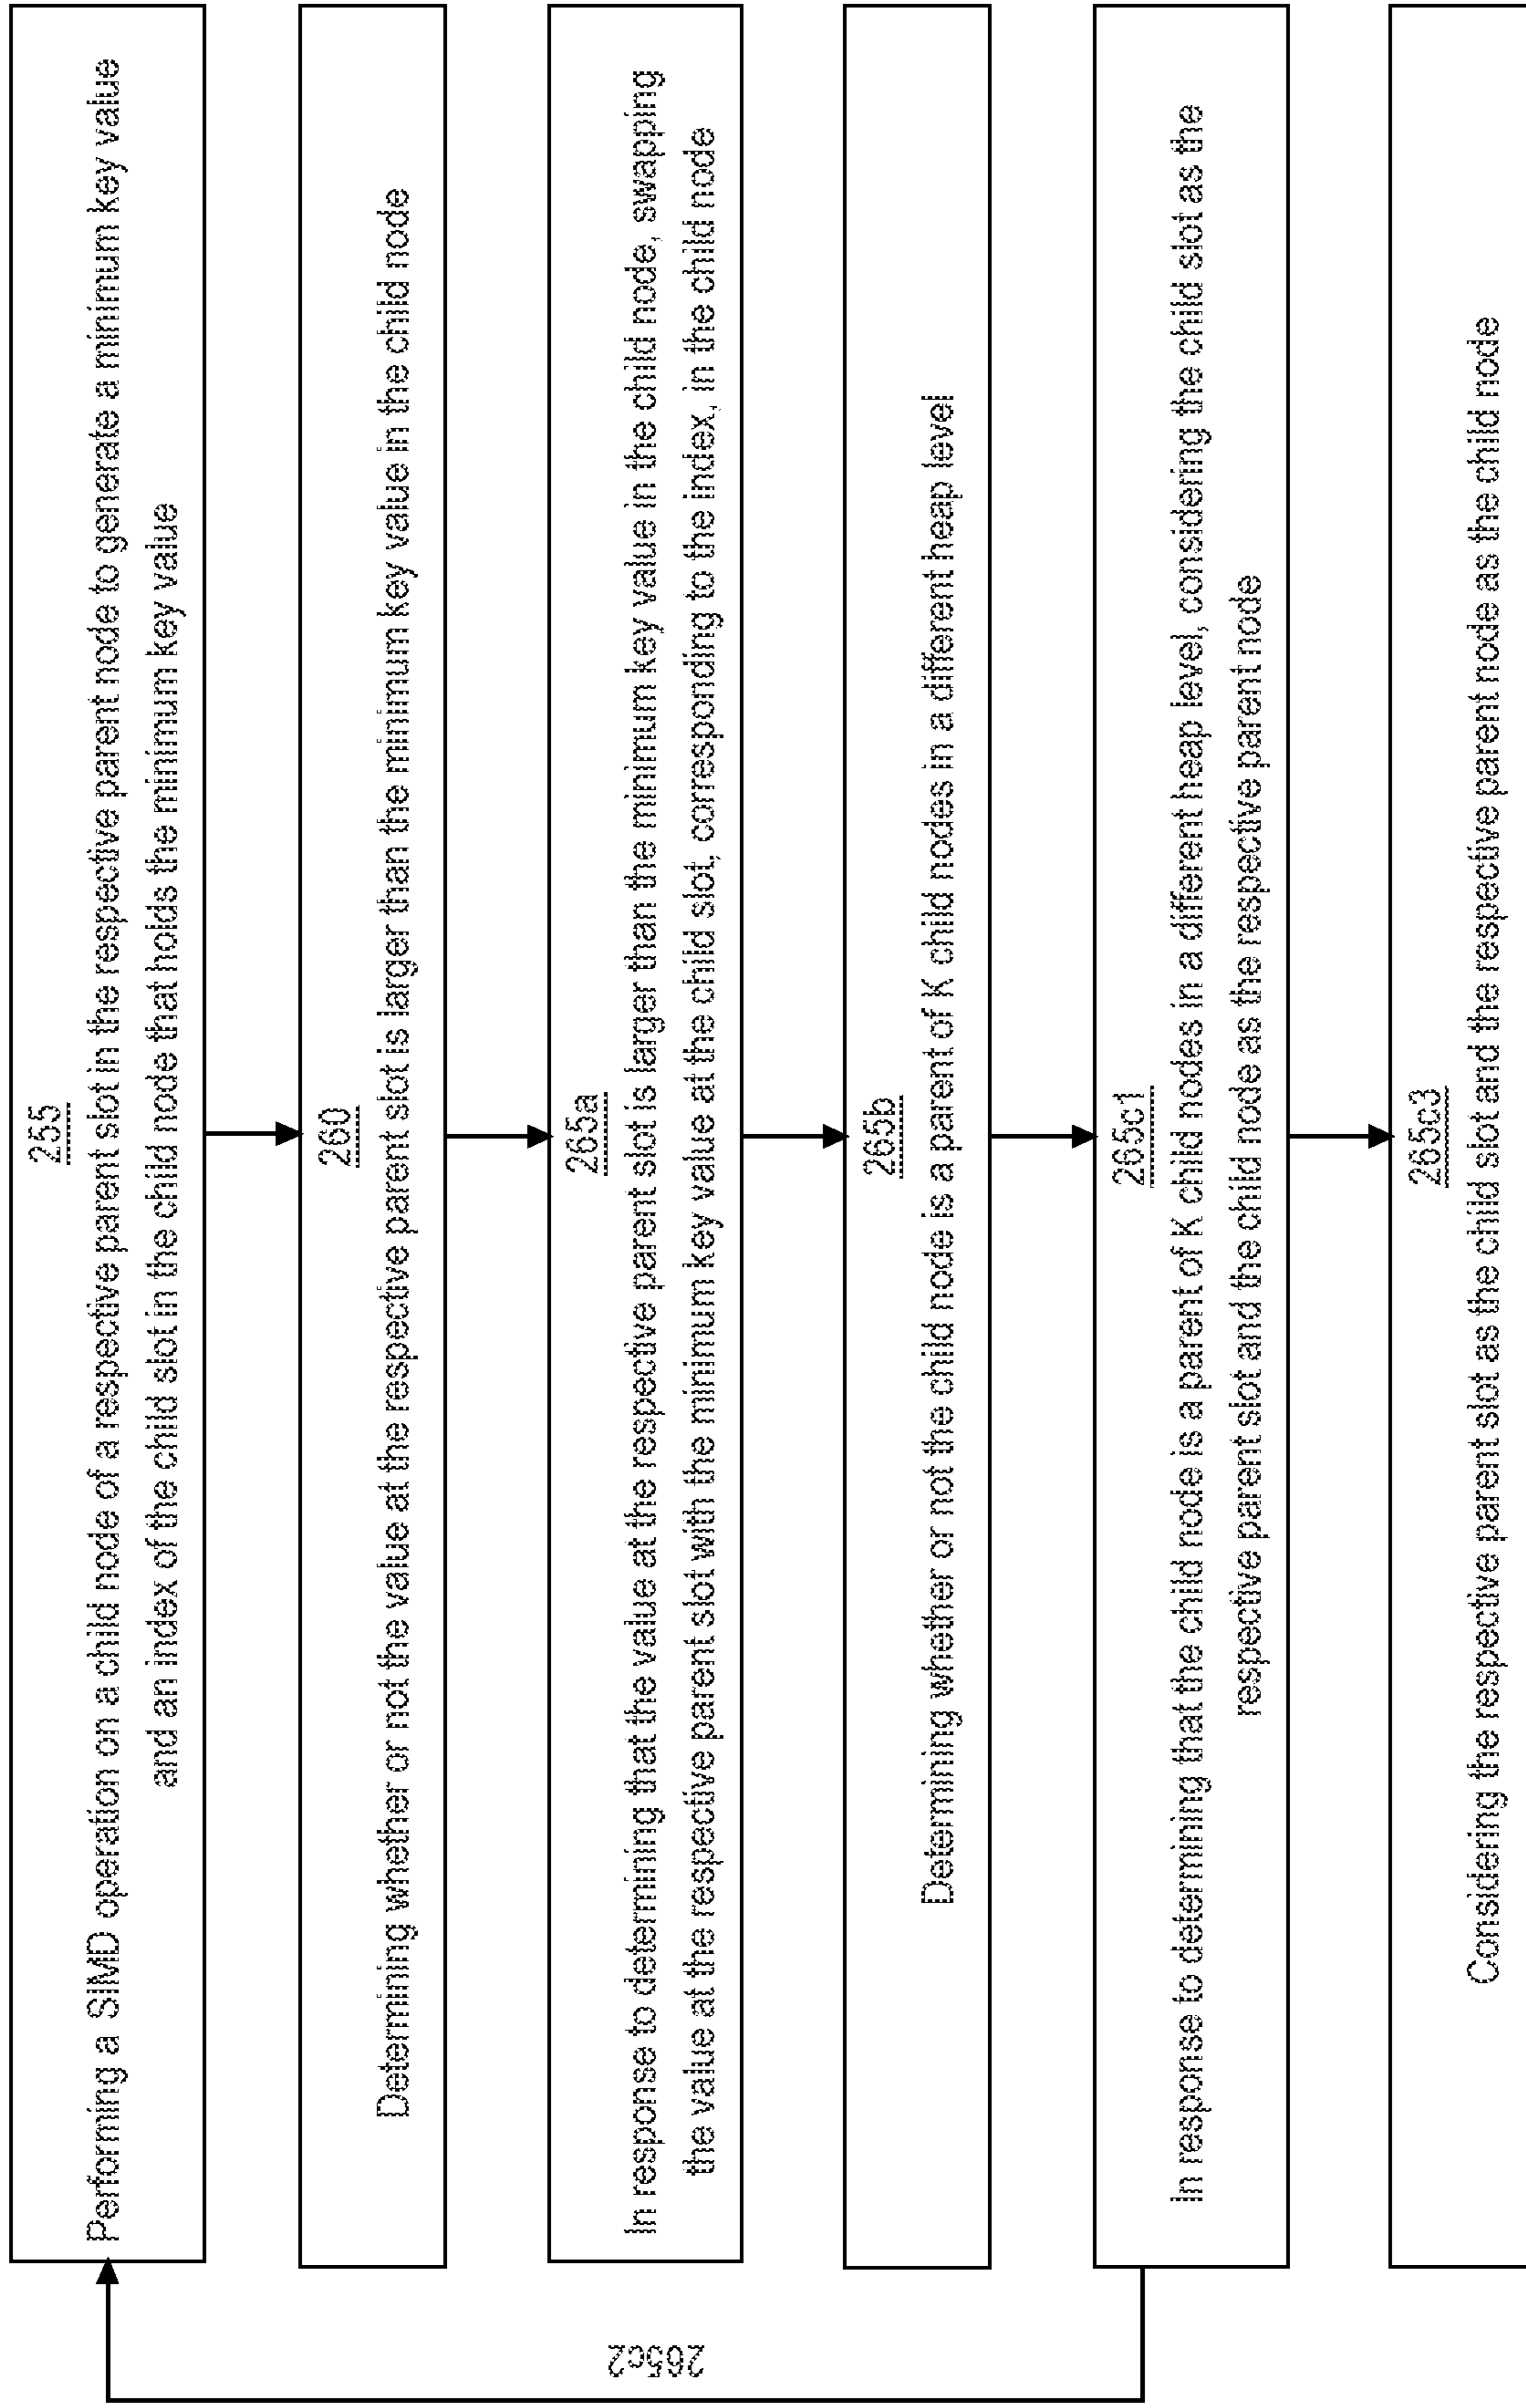 255
Performing a SIMD operation on a child node of a respective parent slot in the respective parent node to generate a minimum key value
and an index of the child slot in the child node that holds the minimum key value
260
Determining whether or not the value at the respective parent slot is larger than the minimum key value in the child node
265a
In response to determining that the value at the respective parent slot is larger than the minimum key value in the child node, swapping
the value at the respective parent slot with the minimum key value at the child slot, corresponding to the index, in the child node
265b
Determining whether or not the child node is a parent of K child nodes in a different heap level
265c1
In response to determining that the child node is a parent of K child nodes in a different heap level, considering the child slot as the
respective parent slot and the child node as the respective parent node
265c2
265c3
Considering the respective parent slot as the child slot and the respective parent node as the child node